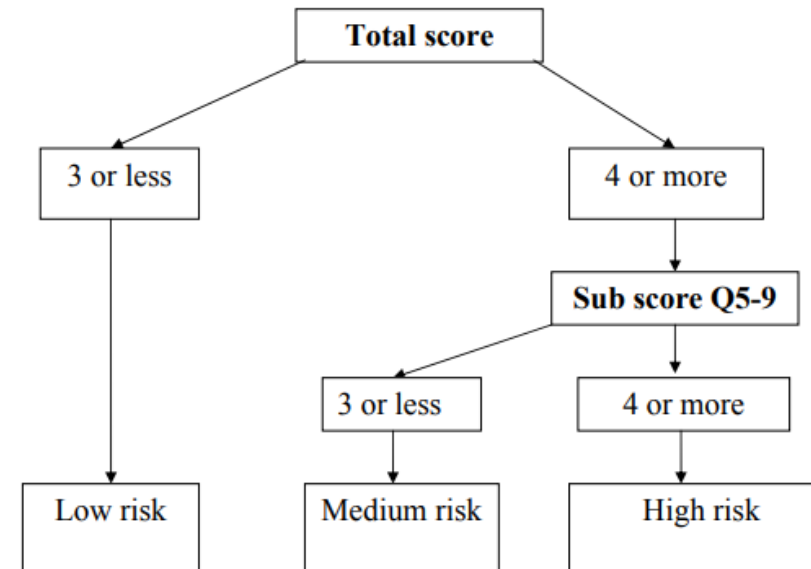 Total score
3 or less
4 or more
Sub score Q5-9
3 or less
4 or more
Low risk
Medium risk
High risk